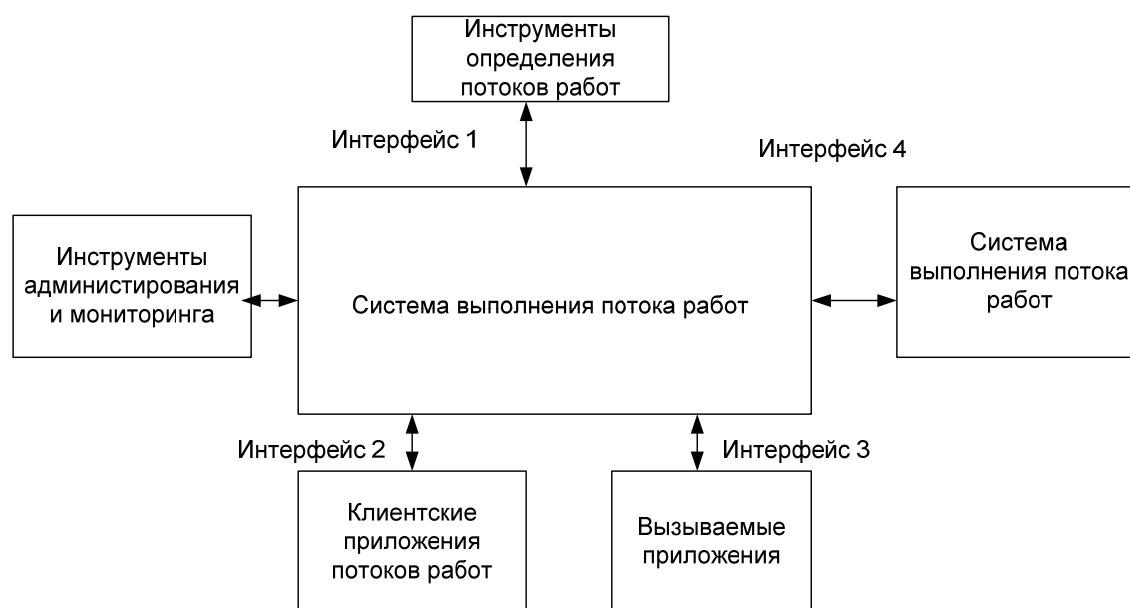 Инструменты
определения
потоков работ
Интерфейс 1
Интерфейс 4
Инструменты
администирования
и мониторинга
Система выполнения потока работ
Система
выполнения потока
работ
Интерфейс 2
Интерфейс 3
Клиентские
приложения
потоков работ
Вызываемые
приложения